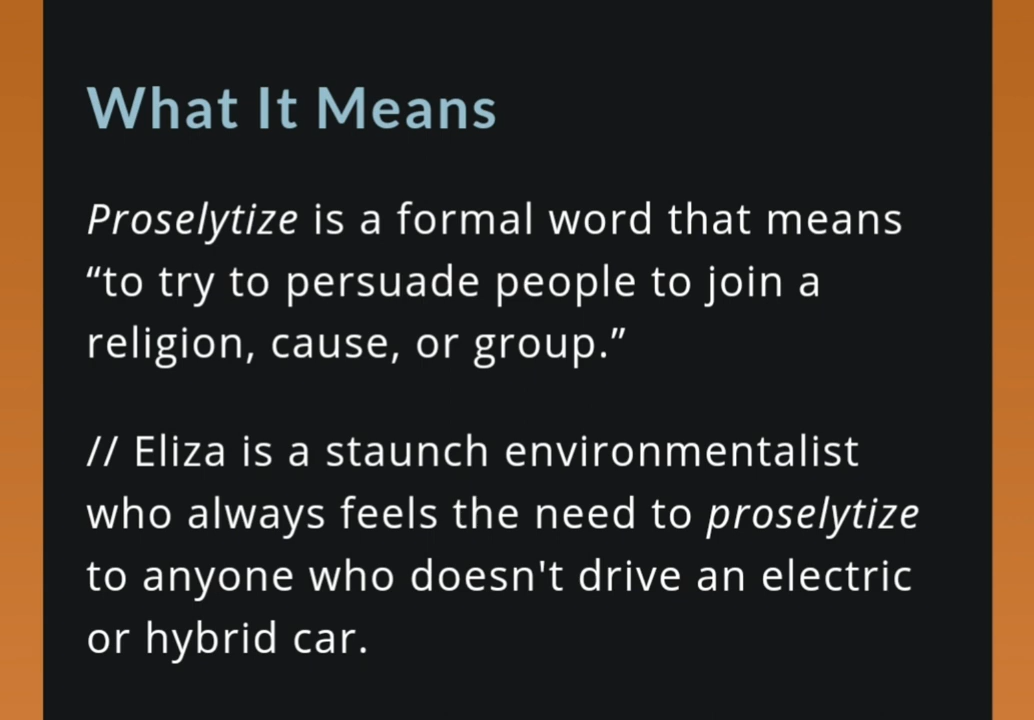 What It Means
Proselytize is a formal word that means
“to try to persuade people to join a
religion, cause, or group.”
// Eliza is a staunch environmentalist
who always feels the need to proselytize
to anyone who doesn't drive an electric
or hybrid car.